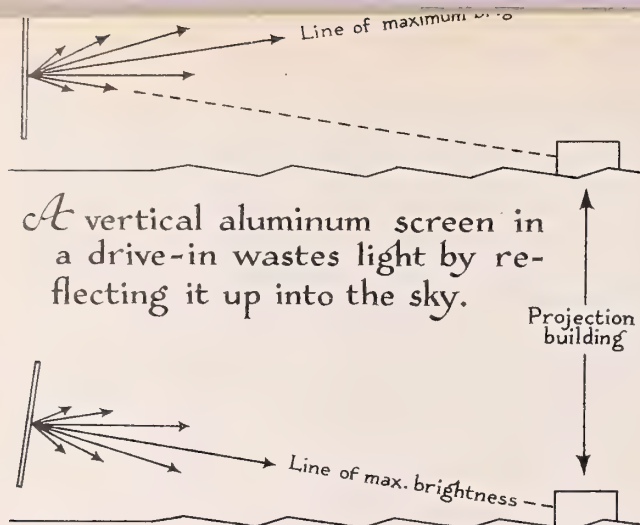 Line of maximum
A vertical aluminum screen in
a drive-in wastes light by re-
flecting it up into the sky.
Projection
building
Line of max. brightness